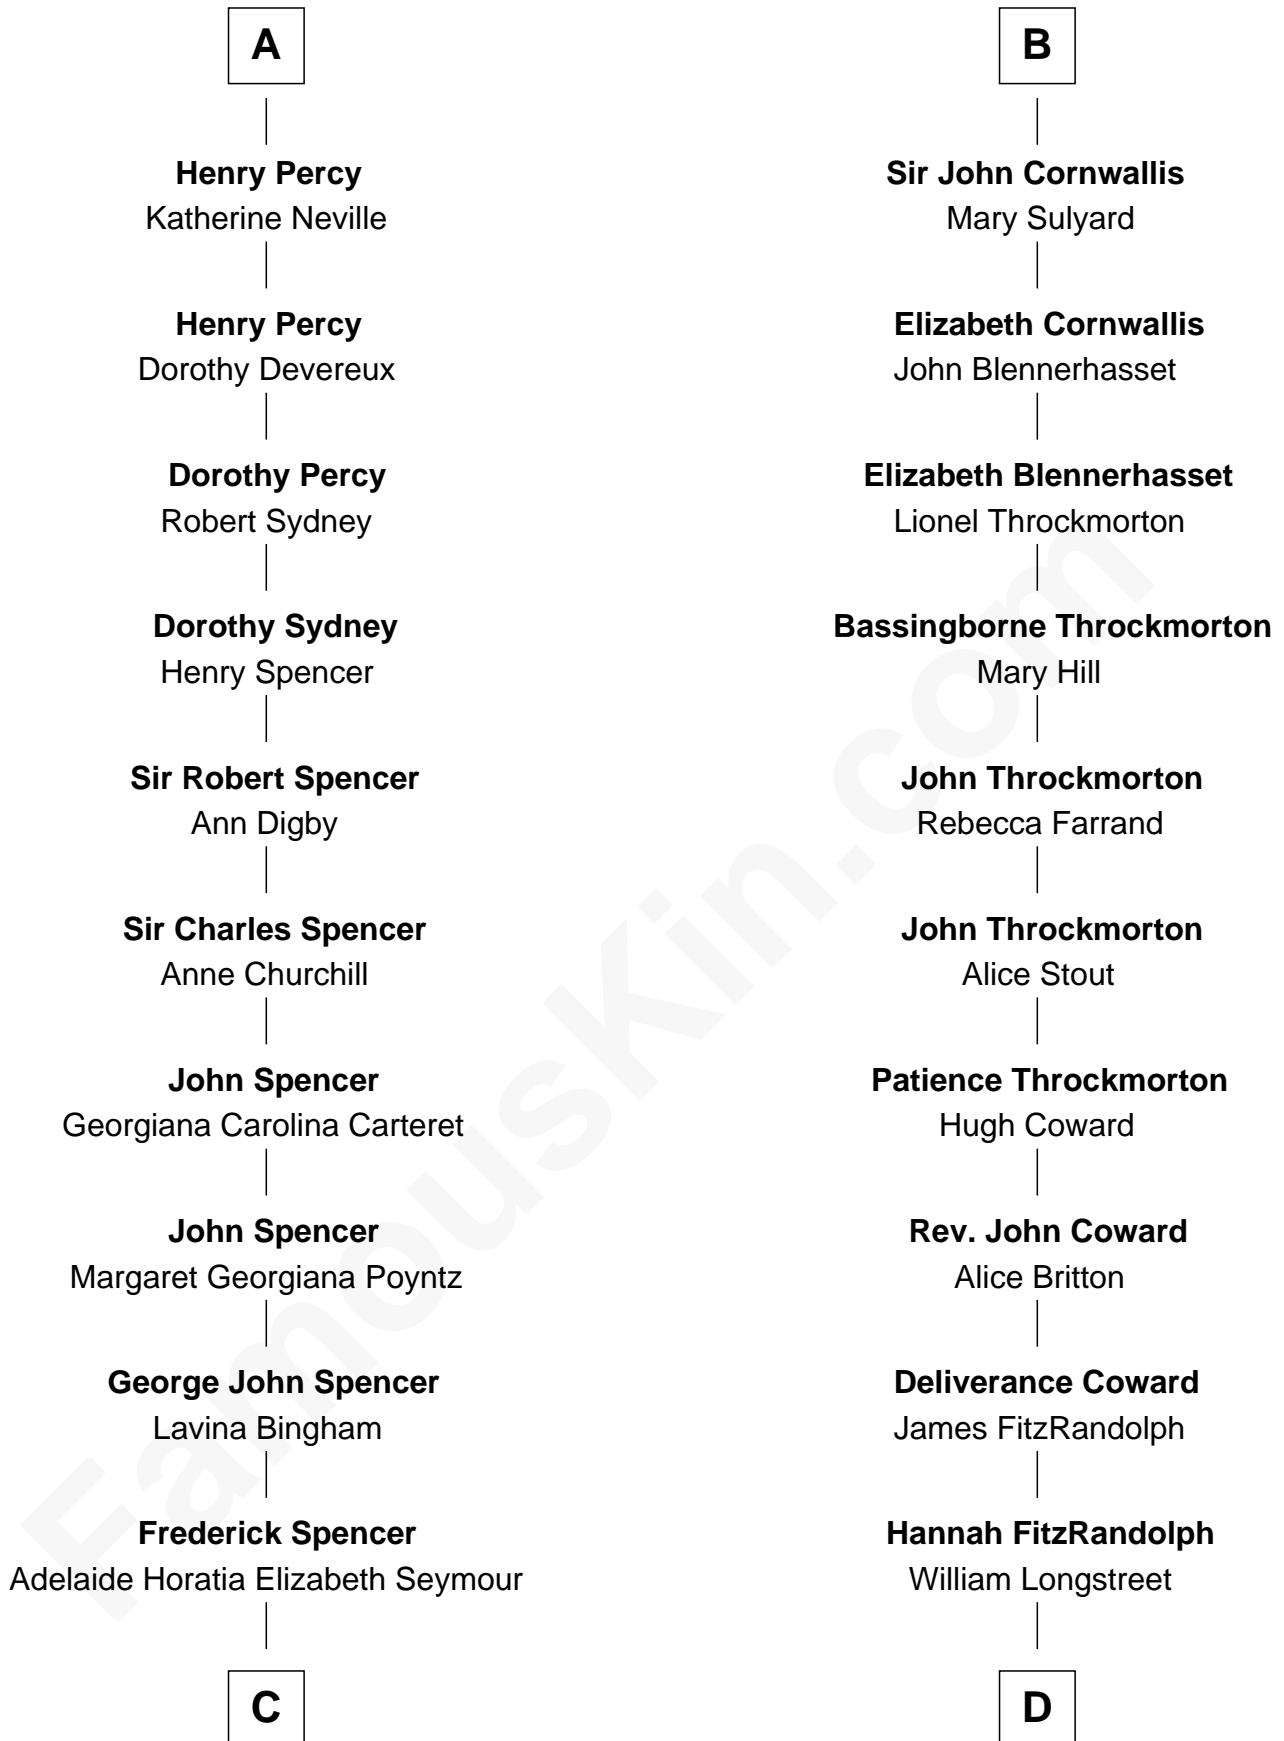 A
Henry Percy
Katherine Neville
Henry Percy
Dorothy Devereux
Dorothy Percy
Robert Sydney
Dorothy Sydney
Henry Spencer
Sir Robert Spencer
Ann Digby
Sir Charles Spencer
Anne Churchill
John Spencer
Georgiana Carolina Carteret
John Spencer
Margaret Georgiana Poyntz
George John Spencer
Lavina Bingham
Frederick Spencer
Adelaide Horatia Elizabeth Seymour
C
B
Sir John Cornwallis
Mary Sulyard
Elizabeth Cornwallis
John Blennerhasset
Elizabeth Blennerhasset
Lionel Throckmorton
Bassingborne Throckmorton
Mary Hill
John Throckmorton
Rebecca Farrand
John Throckmorton
Alice Stout
Patience Throckmorton
Hugh Coward
Rev. John Coward
Alice Britton
Deliverance Coward
James FitzRandolph
Hannah FitzRandolph
William Longstreet
D
FamousKin.com